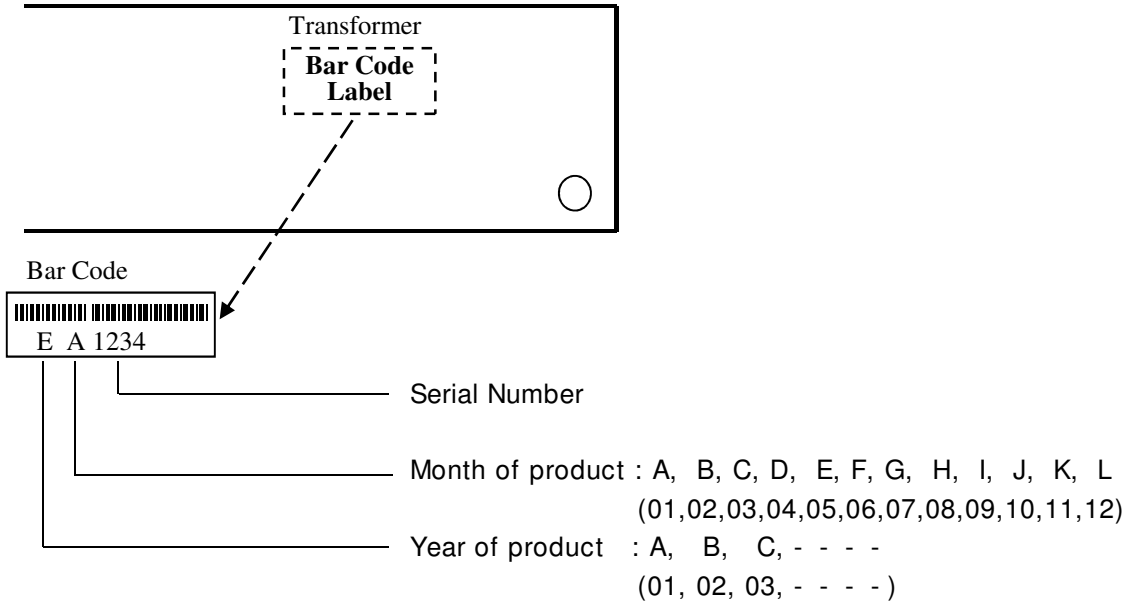 Transformer
Bar Code
Label
Bar Code
E A 1234
Serial Number
Month of product : A, B, C, D, E, F, G, H, I, J, K, L
(01,02,03,04,05,06,07,08,09,10,11,12)
Year of product : A, B, C, - - - -
(01, 02, 03, - - - - )